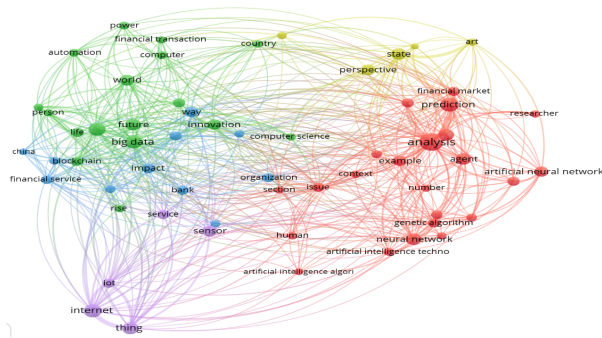 power
financial transaction
art
country
automation
computer
state
perspective
world
financial market
prediction
person
way
researcher
future
innovation
life
computer science
big data
analysis
china
blockchain
impact
example
agent
financial service
organization
context
artificial neural network
bank
section
issue
number
rise
service
genetic algorithm
sensor
human
neural network
artificial intelligence techno
artificial intelligence algori
iot
internet
thing